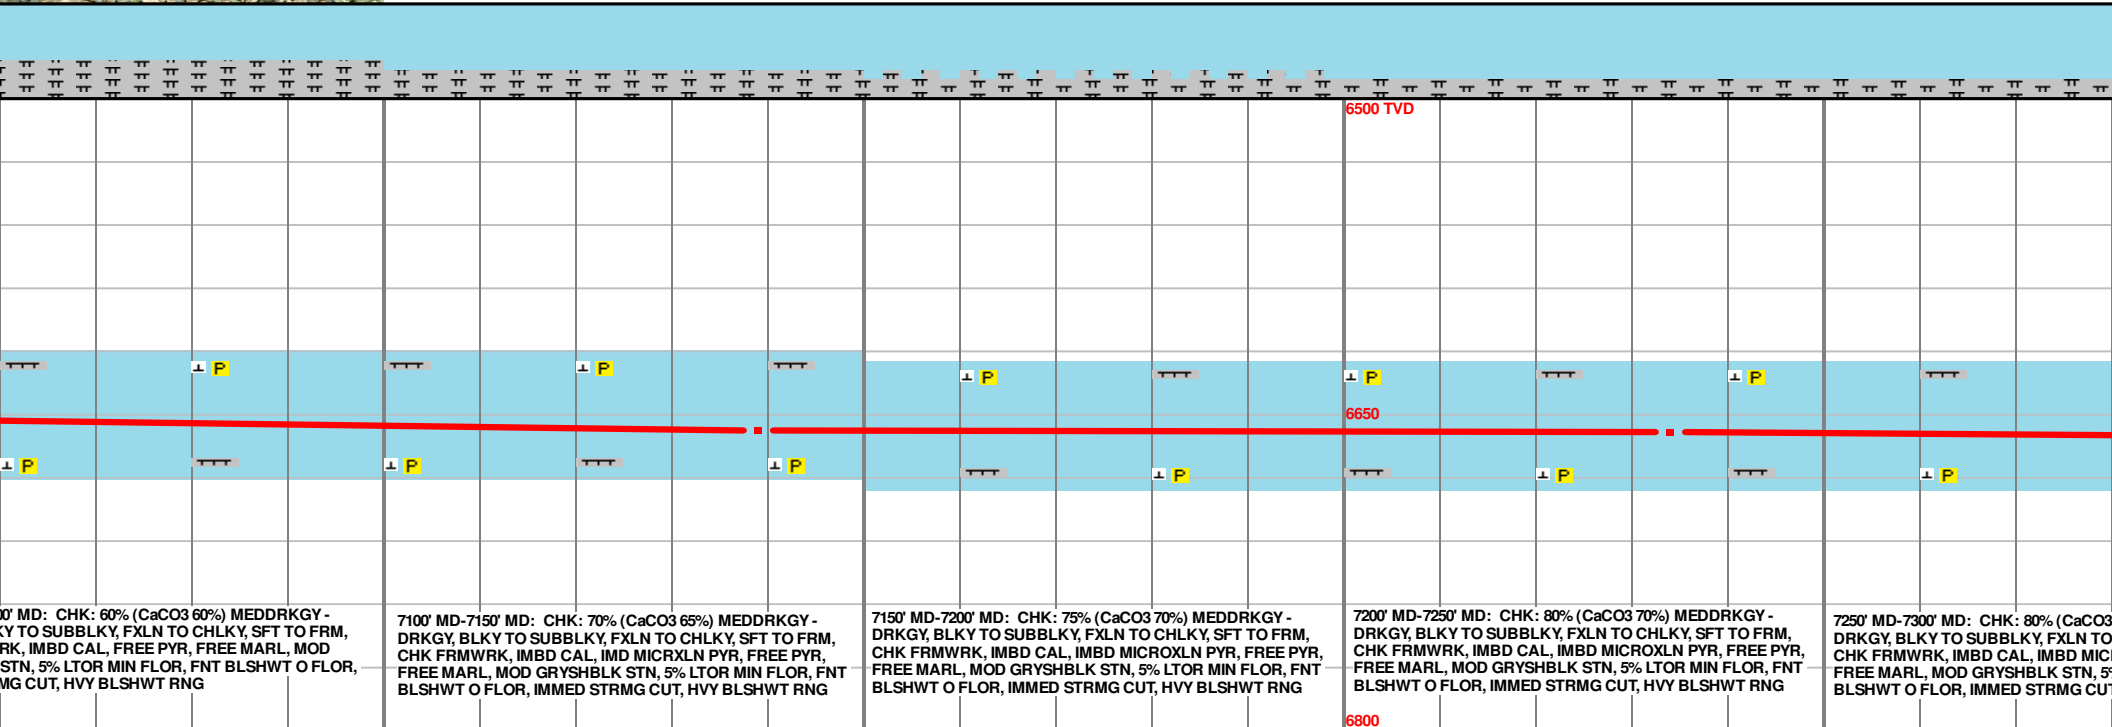 6500 TVD
P P P
P P P P
6650
P P P P
P P P
00' MD: CHK: 60% (CaCO3 60%) MEDDRKGY -
KY TO SUBBLKY, FXLN TO CHLKY, SFT TO FRM,
RK, IMBD CAL, FREE PYR, FREE MARL, MOD
STN, 5% LTOR MIN FLOR, FNT BLSHWT O FLOR,
MG CUT, HVY BLSHWT RNG
7100' MD-7150' MD: CHK: 70% (CaCO3 65%) MEDDRKGY -
DRKGY, BLKY TO SUBBLKY, FXLN TO CHLKY, SFT TO FRM,
CHK FRMWRK, IMBD CAL, IMD MICRXLN PYR, FREE PYR,
FREE MARL, MOD GRYSHBLK STN, 5% LTOR MIN FLOR, FNT
BLSHWT O FLOR, IMMED STRMG CUT, HVY BLSHWT RNG
7150' MD-7200' MD: CHK: 75% (CaCO3 70%) MEDDRKGY -
DRKGY, BLKY TO SUBBLKY, FXLN TO CHLKY, SFT TO FRM,
CHK FRMWRK, IMBD CAL, IMBD MICROXLN PYR, FREE PYR,
FREE MARL, MOD GRYSHBLK STN, 5% LTOR MIN FLOR, FNT
BLSHWT O FLOR, IMMED STRMG CUT, HVY BLSHWT RNG
7200' MD-7250' MD: CHK: 80% (CaCO3 70%) MEDDRKGY -
DRKGY, BLKY TO SUBBLKY, FXLN TO CHLKY, SFT TO FRM,
CHK FRMWRK, IMBD CAL, IMBD MICROXLN PYR, FREE PYR,
FREE MARL, MOD GRYSHBLK STN, 5% LTOR MIN FLOR, FNT
BLSHWT O FLOR, IMMED STRMG CUT, HVY BLSHWT RNG
7250' MD-7300' MD: CHK: 80% (CaCO3
DRKGY, BLKY TO SUBBLKY, FXLN TO
CHK FRMWRK, IMBD CAL, IMBD MIC
FREE MARL, MOD GRYSHBLK STN, 5%
BLSHWT O FLOR, IMMED STRMG CUT
6800